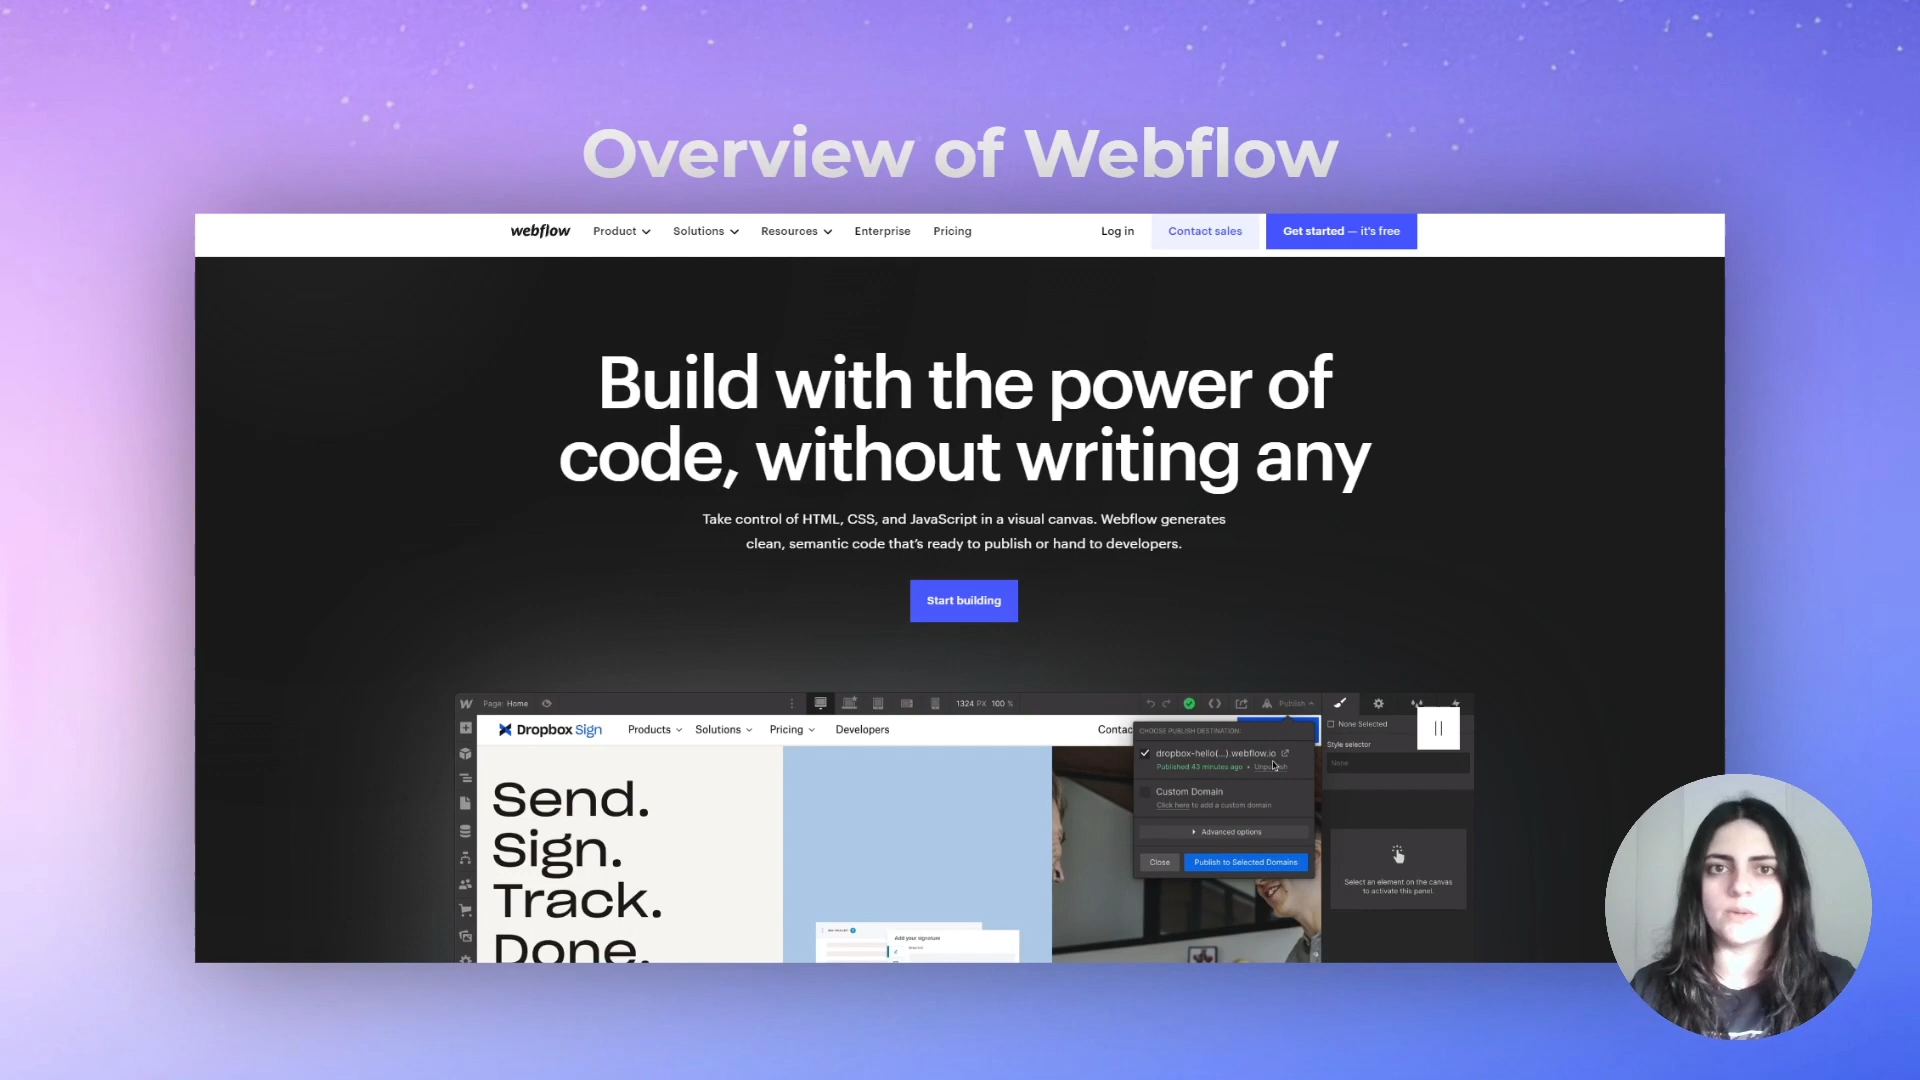 Overview of Webflow
webflow Product Solutions Resources Enterprise Pricing Log in Contact sales Get started — it's free
Build with the power of
code, without writing any
Take control of HTML, CSS, and JavaScript in a visual canvas. Webflow generates
clean, semantic code that's ready to publish or hand to developers.
Start building
W Page: Home 1324 PX 100 % Publish
Dropbox Sign Products Solutions Pricing Developers Contac
CHOOSE PUBLISH DESTINATION:
dropbox-hello(...).webflow.io
Published 43 minutes ago •
Custom Domain
Click here to add a custom domain
Advanced options
Close Publish to Selected Domains
None Selected
Style selector
None
Select an element on the canvas
to activate this panel.
Send.
Sign.
Track.
Done.
Add your signature